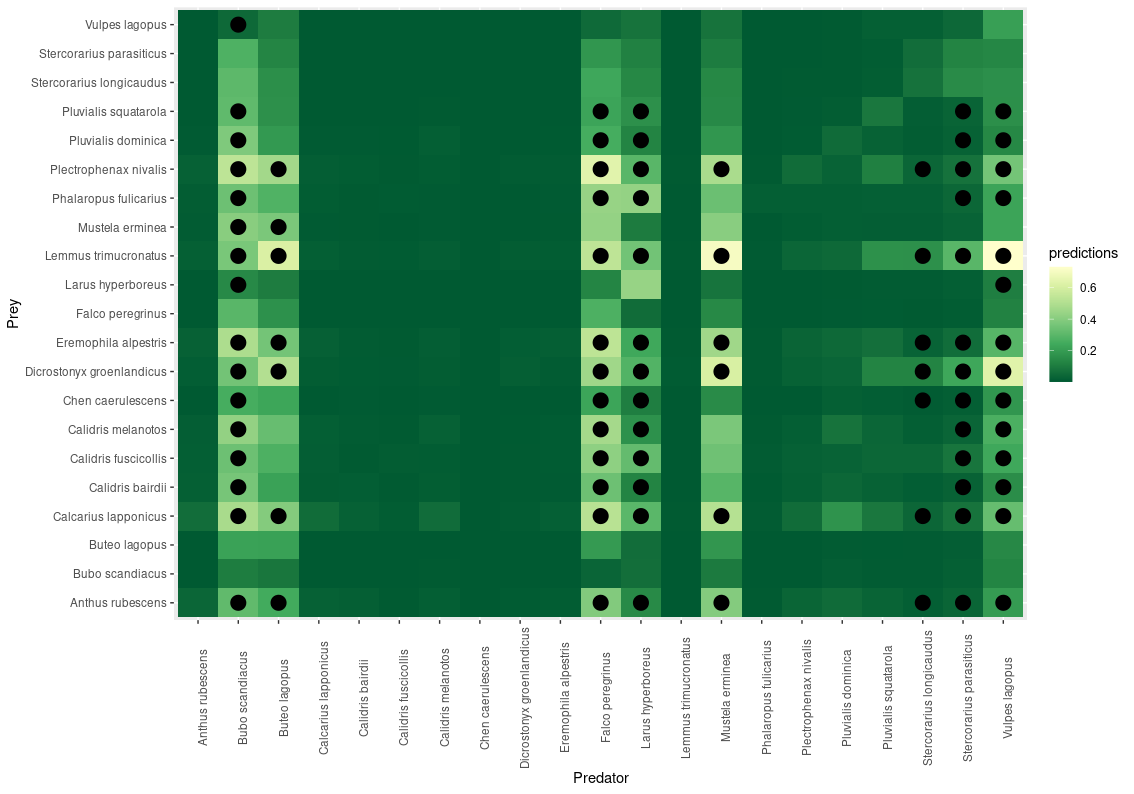 Vulpes lagopus
Stercorarius parasiticus
Stercorarius longicaudus
Pluvialis squatarola
Pluvialis dominica
Plectrophenax nivalis
Phalaropus fulicarius
Mustela erminea
Lemmus trimucronatus
Larus hyperboreus
Falco peregrinus
Eremophila alpestris
Dicrostonyx groenlandicus
Chen caerulescens
Calidris melanotos
Calidris fuscicollis
Calidris bairdii
Calcarius lapponicus
Buteo lagopus
Bubo scandiacus
Anthus rubescens
Prey
Anthus rubescens
Bubo scandiacus
Buteo lagopus
Calcarius lapponicus
Calidris bairdii
Calidris fuscicollis
Calidris melanotos
Chen caerulescens
Dicrostonyx groenlandicus
Eremophila alpestris
Falco peregrinus
Larus hyperboreus
Lemmus trimucronatus
Mustela erminea
Phalaropus fulicarius
Plectrophenax nivalis
Pluvialis dominica
Pluvialis squatarola
Stercorarius longicaudus
Stercorarius parasiticus
Vulpes lagopus
Predator
predictions
0.6
0.4
0.2